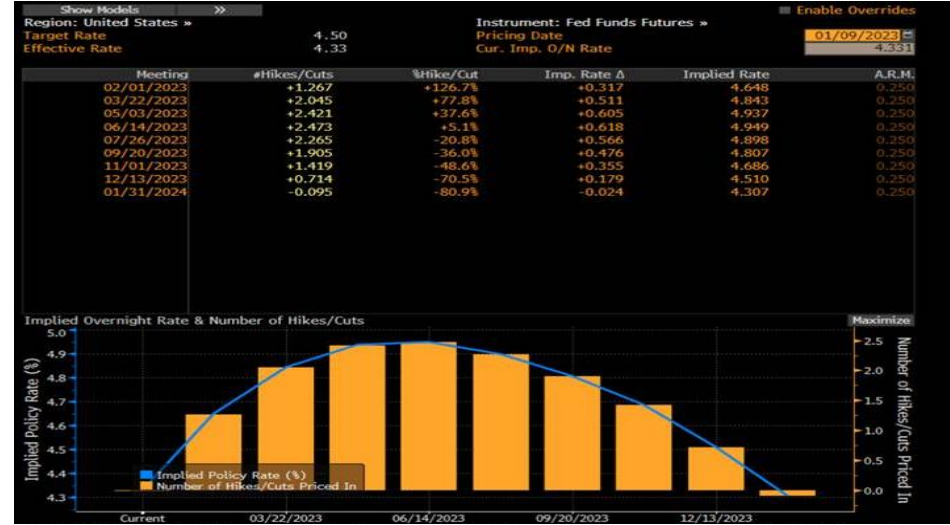 Show Models >> Enable Overrides
Region: United States » Instrument: Fed Funds Futures »
Target Rate 4.50 Pricing Date 01/09/2023
Effective Rate 4.33 Cur. Imp. O/N Rate 4.331
Meeting #Hikes/Cuts %Hike/Cut Imp. Rate Δ Implied Rate A.R.M.
02/01/2023 +1.267 +126.7% +0.317 4.648 0.250
03/22/2023 +2.045 +77.8% +0.511 4.843 0.250
05/03/2023 +2.421 +37.6% +0.605 4.937 0.250
06/14/2023 +2.473 +5.1% +0.618 4.949 0.250
07/26/2023 +2.265 -20.8% +0.566 4.898 0.250
09/20/2023 +1.905 -36.0% +0.476 4.807 0.250
11/01/2023 +1.419 -48.6% +0.355 4.686 0.250
12/13/2023 +0.714 -70.5% +0.179 4.510 0.250
01/31/2024 -0.095 -80.9% -0.024 4.307 0.250
Implied Overnight Rate & Number of Hikes/Cuts Maximize
Implied Policy Rate (%)
5.0
4.9
4.8
4.7
4.6
4.5
4.4
4.3
Implied Policy Rate (%)
Number of Hikes/Cuts Priced In
2.5
2.0
1.5
1.0
0.5
0.0
Number of Hikes/Cuts Priced In
Current 03/22/2023 06/14/2023 09/20/2023 12/13/2023